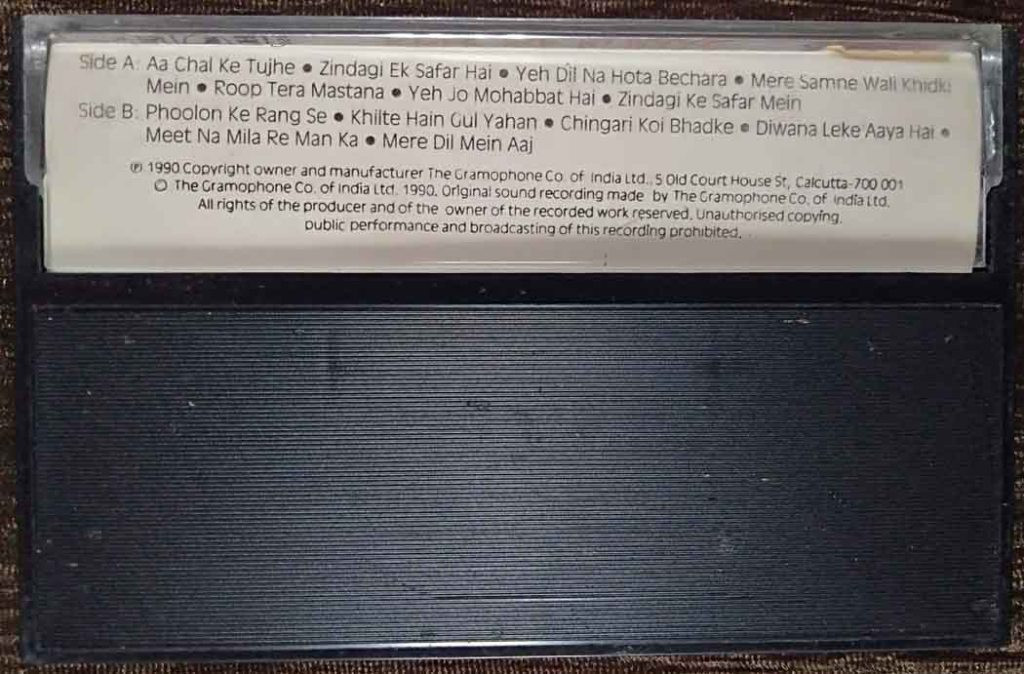 Side A: Aa Chal Ke Tujhe ● Zindagi Ek Safar Hai ● Yeh Dil Na Hota Bechara ● Mere Samne Wali Khidki
Mein ● Roop Tera Mastana ● Yeh Jo Mohabbat Hai ● Zindagi Ke Safar Mein
Side B: Phoolon Ke Rang Se ● Khilte Hain Gul Yahan ● Chingari Koi Bhadke ● Diwana Leke Aaya Hai ●
Meet Na Mila Re Man Ka ● Mere Dil Mein Aaj
℗ 1990 Copyright owner and manufacturer The Gramophone Co. of India Ltd., 5 Old Court House St, Calcutta-700 001
© The Gramophone Co. of India Ltd. 1990. Original sound recording made by The Gramophone Co. of India Ltd.
All rights of the producer and of the owner of the recorded work reserved. Unauthorised copying,
public performance and broadcasting of this recording prohibited.